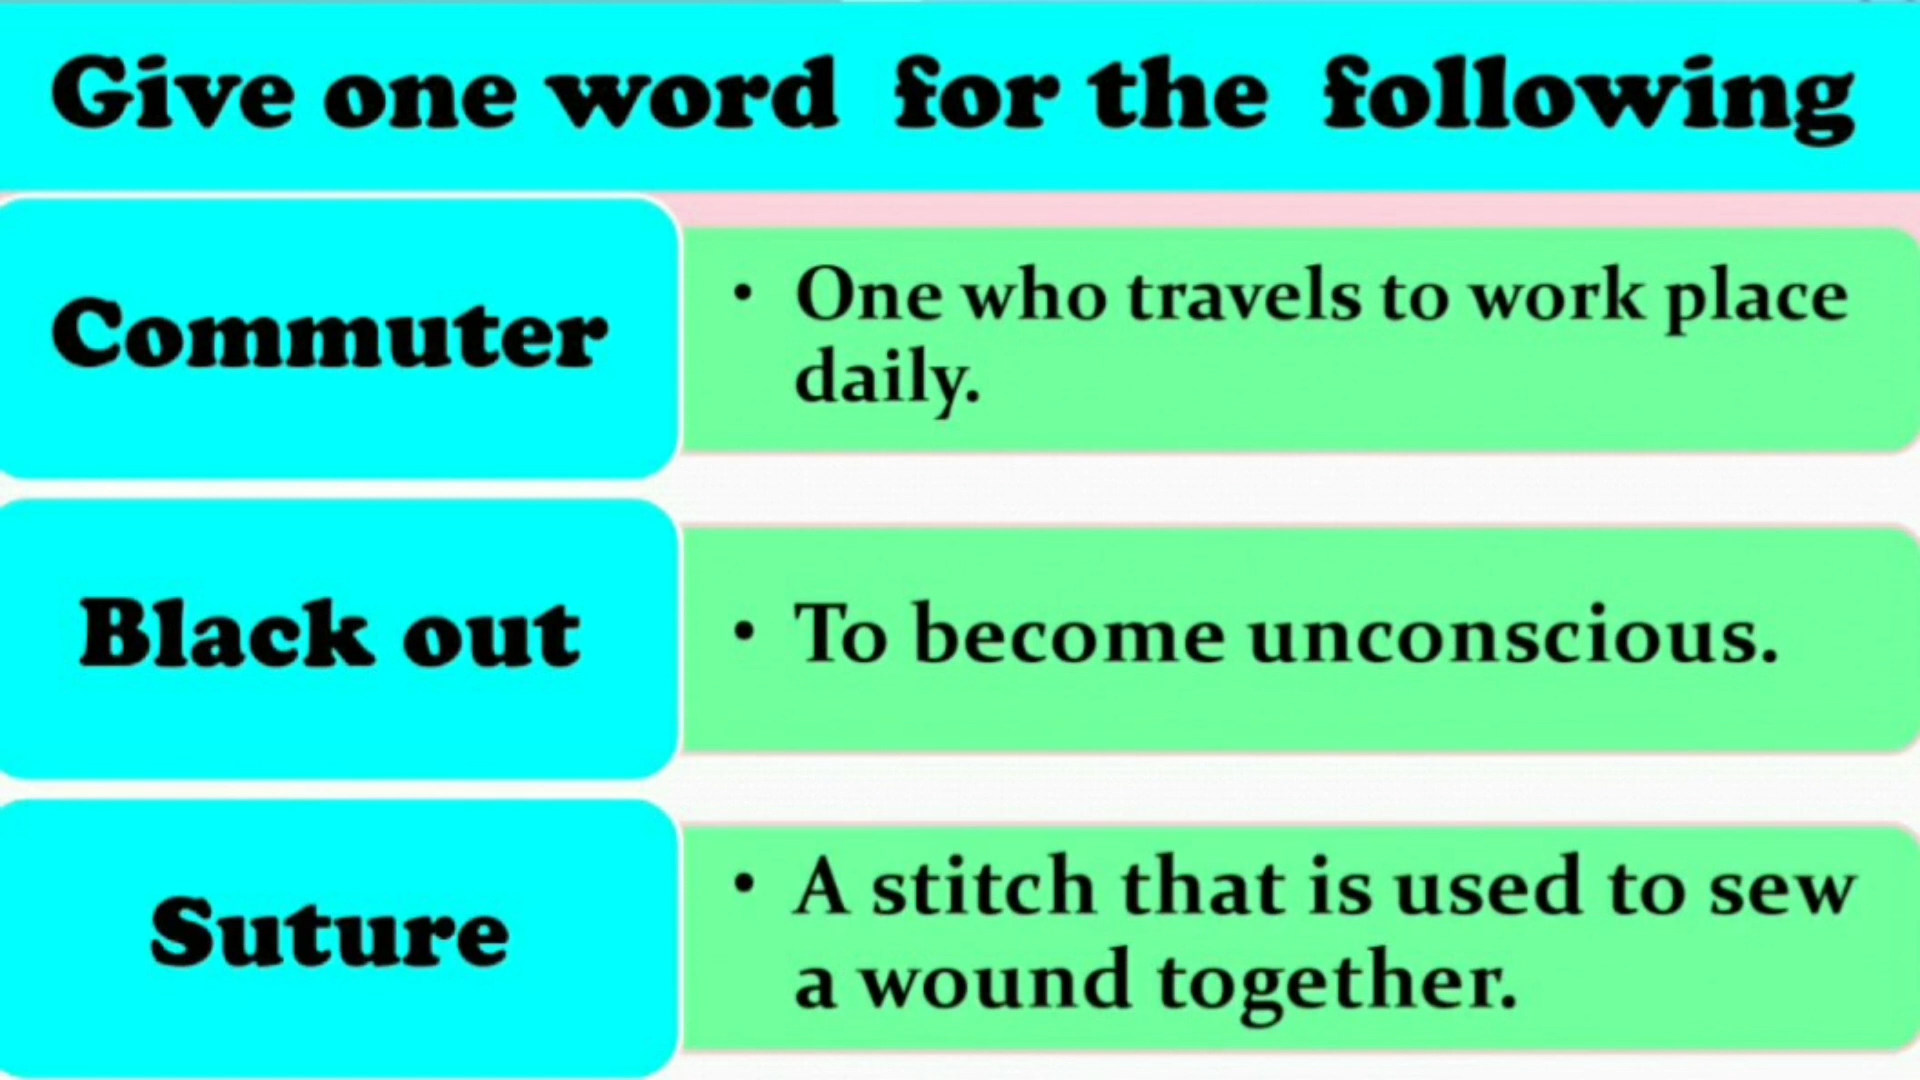 Give one word for the following
Commuter
• One who travels to work place
daily.
Black out
• To become unconscious.
Suture
• A stitch that is used to sew
a wound together.